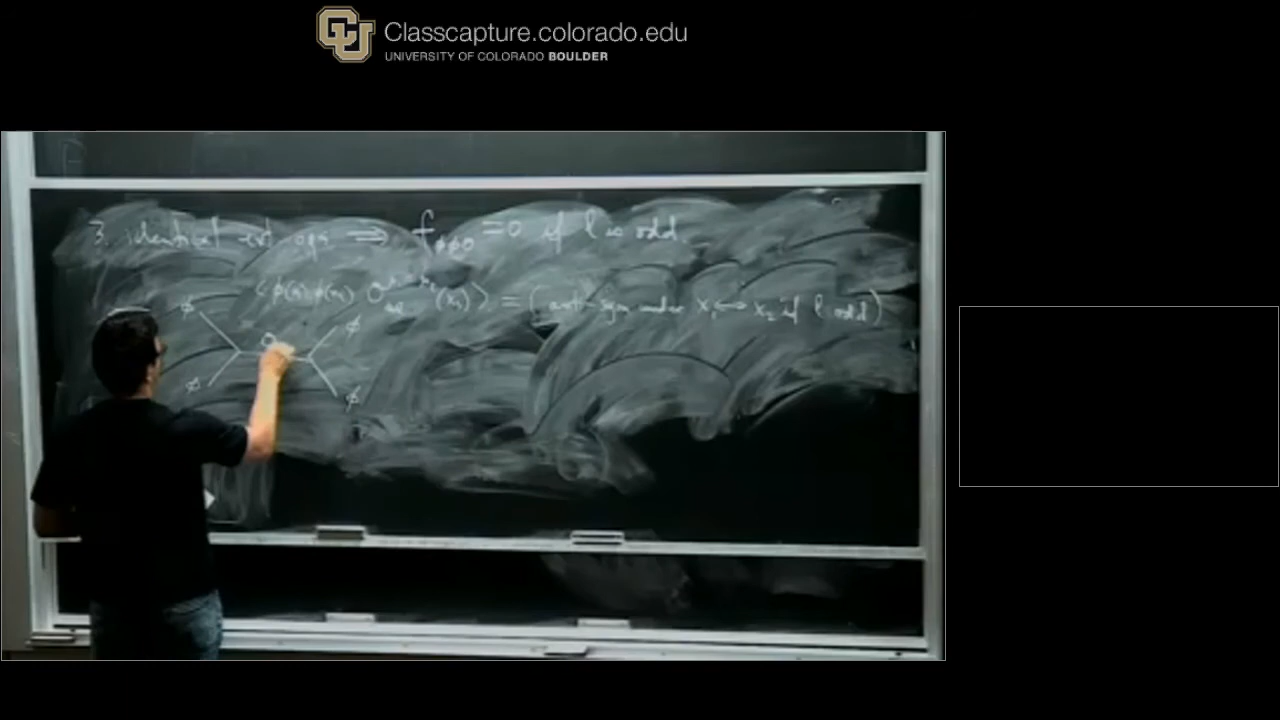 Classcapture.colorado.edu
UNIVERSITY OF COLORADO BOULDER
3. identical ext. ops ⟹ f_φφO = 0 if l is odd.
⟨φ(x₁) φ(x₂) O (x₃)⟩ = (anti-sym under x₁ ↔ x₂ if l odd)
φ φ
O
φ φ